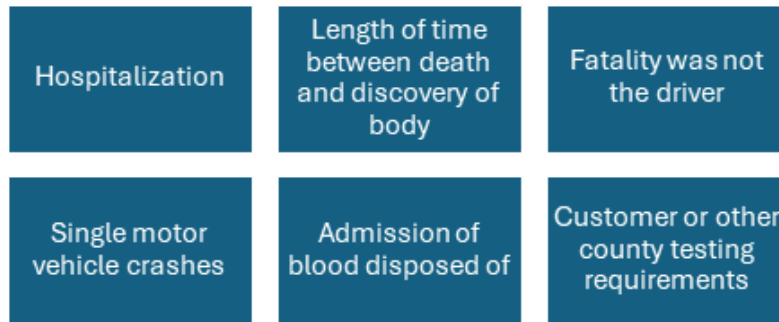 Hospitalization
Length of time
between death
and discovery of
body
Fatality was not
the driver
Single motor
vehicle crashes
Admission of
blood disposed of
Customer or other
county testing
requirements